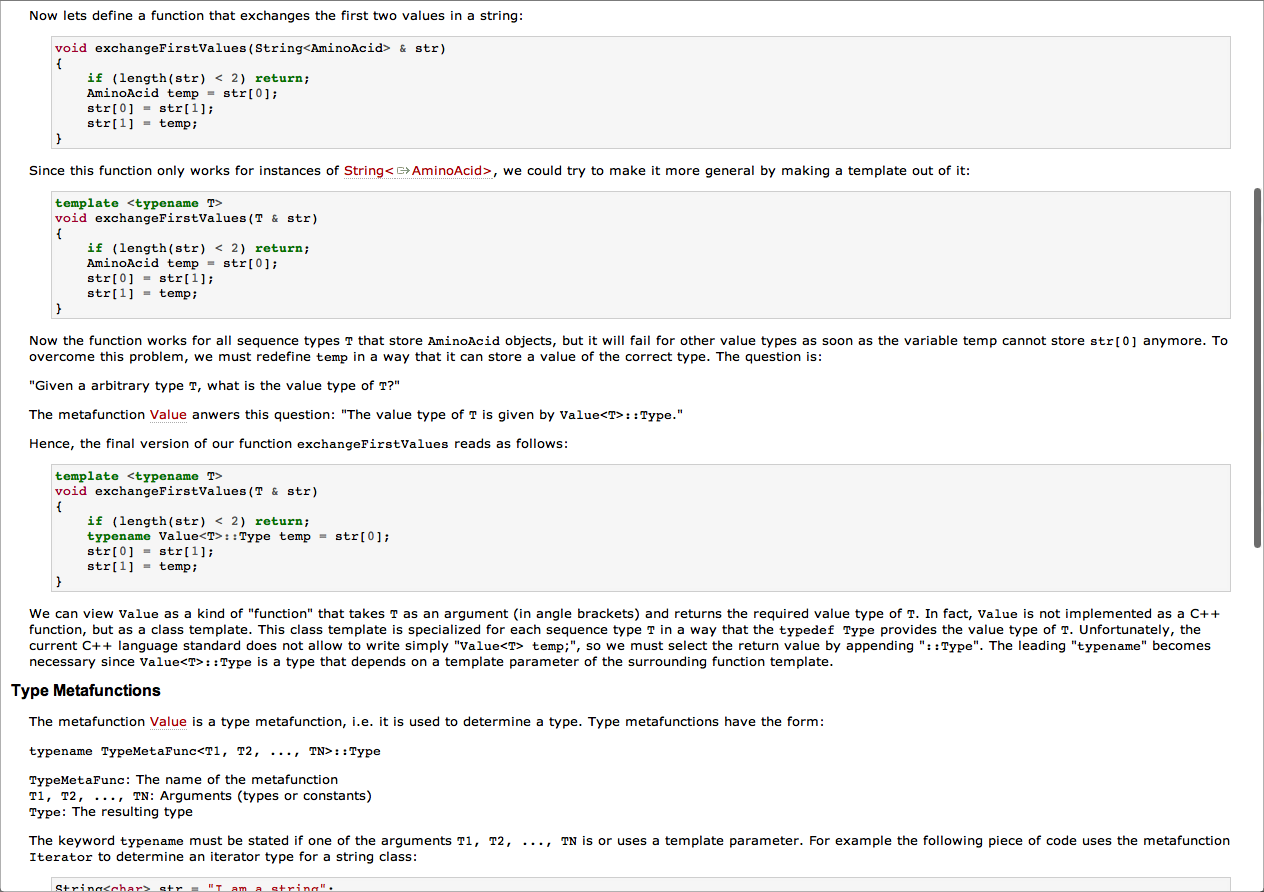 Now lets define a function that exchanges the first two values in a string:
void exchangeFirstValues(String<AminoAcid> & str)
{
    if (length(str) < 2) return;
    AminoAcid temp = str[0];
    str[0] = str[1];
    str[1] = temp;
}
Since this function only works for instances of String<AminoAcid>, we could try to make it more general by making a template out of it:
template <typename T>
void exchangeFirstValues(T & str)
{
    if (length(str) < 2) return;
    AminoAcid temp = str[0];
    str[0] = str[1];
    str[1] = temp;
}
Now the function works for all sequence types T that store AminoAcid objects, but it will fail for other value types as soon as the variable temp cannot store str[0] anymore. To
overcome this problem, we must redefine temp in a way that it can store a value of the correct type. The question is:
"Given a arbitrary type T, what is the value type of T?"
The metafunction Value anwers this question: "The value type of T is given by Value<T>::Type."
Hence, the final version of our function exchangeFirstValues reads as follows:
template <typename T>
void exchangeFirstValues(T & str)
{
    if (length(str) < 2) return;
    typename Value<T>::Type temp = str[0];
    str[0] = str[1];
    str[1] = temp;
}
We can view Value as a kind of "function" that takes T as an argument (in angle brackets) and returns the required value type of T. In fact, Value is not implemented as a C++
function, but as a class template. This class template is specialized for each sequence type T in a way that the typedef Type provides the value type of T. Unfortunately, the
current C++ language standard does not allow to write simply "Value<T> temp;", so we must select the return value by appending "::Type". The leading "typename" becomes
necessary since Value<T>::Type is a type that depends on a template parameter of the surrounding function template.
Type Metafunctions
The metafunction Value is a type metafunction, i.e. it is used to determine a type. Type metafunctions have the form:
typename TypeMetaFunc<T1, T2, ..., TN>::Type
TypeMetaFunc: The name of the metafunction
T1, T2, ..., TN: Arguments (types or constants)
Type: The resulting type
The keyword typename must be stated if one of the arguments T1, T2, ..., TN is or uses a template parameter. For example the following piece of code uses the metafunction
Iterator to determine an iterator type for a string class:
String<char> str = "I am a string";